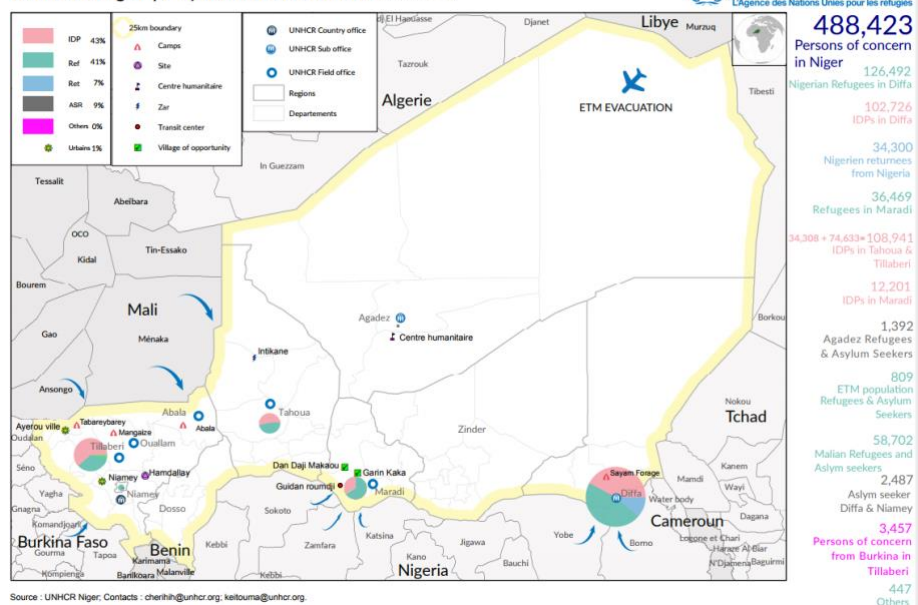 L'Agence des Nations Unies pour les réfugiés
IDP 43%
Ref 41%
Ret 7%
ASR 9%
Others 0%
Urbains 1%
25km boundary
Camps
Site
Centre humanitaire
Zar
Transit center
Village of opportunity
UNHCR Country office
UNHCR Sub office
UNHCR Field office
Regions
Departements
El Haouasse
Djanet
Libye
Murzuq
Tazrouk
Algerie
ETM EVACUATION
Tibesti
In Guezzam
Tessalit
Abeïbara
OCO
Kidal
Tin-Essako
Bourem
Mali
Gao
Ménaka
Ansongo
Agadez
Centre humanitaire
Borkou
Intikane
Abala
Abala
Tahoua
Nokou
Tchad
Ayerou ville
Tabareybarey
Mangaize
Oudalan
Tillaberi
Ouallam
Zinder
Séno
Niamey
Hamdallay
Niamey
Dosso
Dan Daji Makaou
Garin Kaka
Guidan roumdji
Maradi
Sayam Forage
Diffa
Water body
Mamdi
Kanem
Wayi
Yagha
Gnagna
Komandjoari
Sokoto
Dagana
Cameroun
Logone et Chari
Haraze Al Biar
N'Djamena
Baguirmi
Burkina Faso
Gourma
Tapoa
Kompienga
Benin
Karimama
Banikoara
Malanville
Kebbi
Kebbi
Zamfara
Katsina
Kano
Nigeria
Jigawa
Bauchi
Yobe
Borno
488,423
Persons of concern
in Niger
126,492
Nigerian Refugees in Diffa
102,726
IDPs in Diffa
34,300
Nigerien returnees
from Nigeria
36,469
Refugees in Maradi
34,308 + 74,633=108,941
IDPs in Tahoua &
Tillaberi
12,201
IDPs in Maradi
1,392
Agadez Refugees
& Asylum Seekers
809
ETM population
Refugees & Asylum
Seekers
58,702
Malian Refugees and
Aslym seekers
2,487
Aslym seeker
Diffa & Niamey
3,457
Persons of concern
from Burkina in
Tillaberi
447
Others
Source : UNHCR Niger; Contacts : cherihih@unhcr.org; keitouma@unhcr.org.